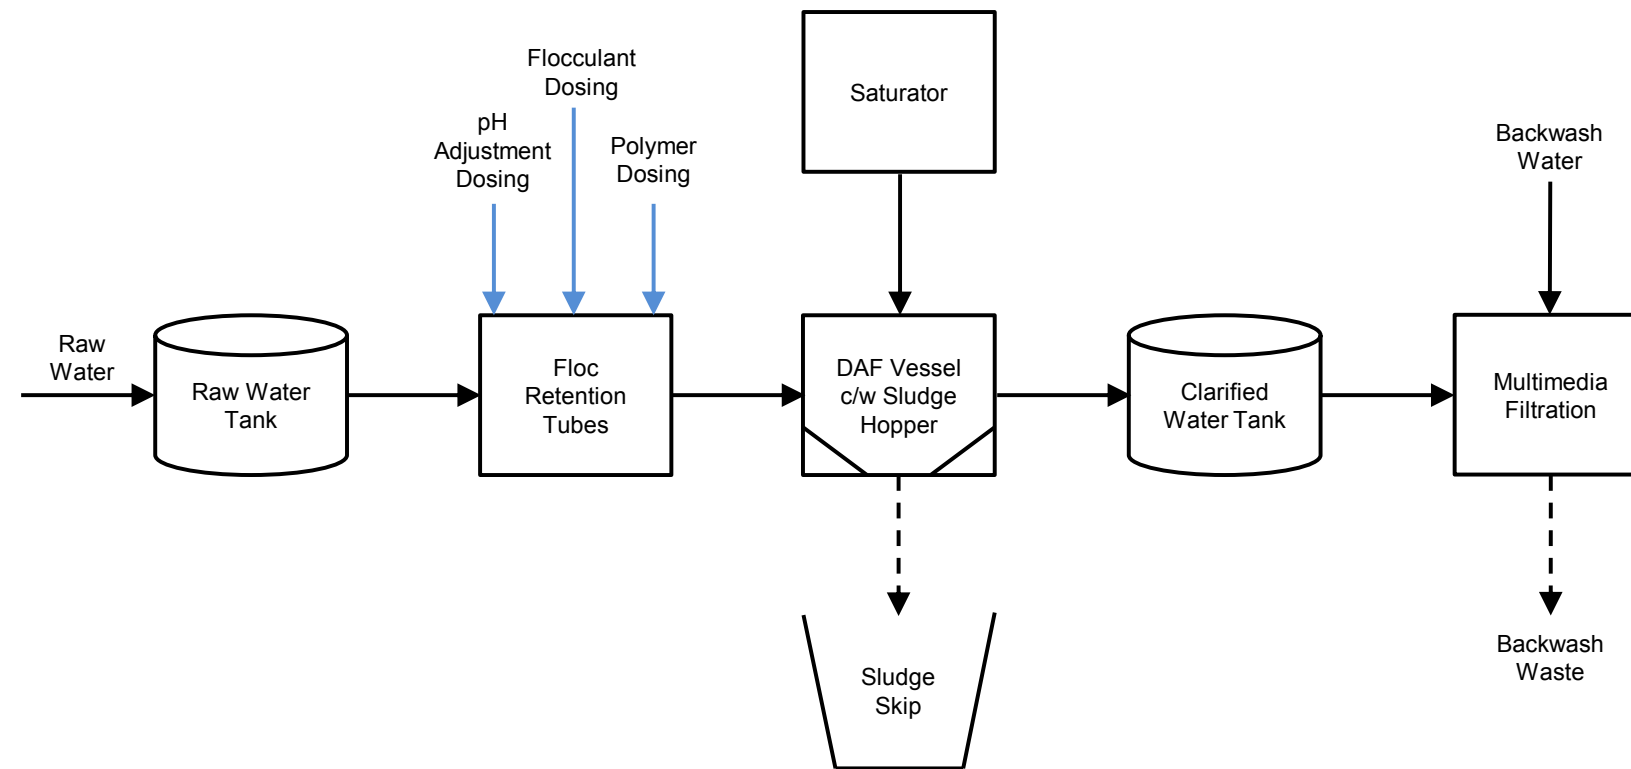 Flocculant
Dosing
pH
Adjustment
Dosing
Polymer
Dosing
Saturator
Backwash
Water
Raw
Water
Raw Water
Tank
Floc
Retention
Tubes
DAF Vessel
c/w Sludge
Hopper
Clarified
Water Tank
Multimedia
Filtration
Sludge
Skip
Backwash
Waste